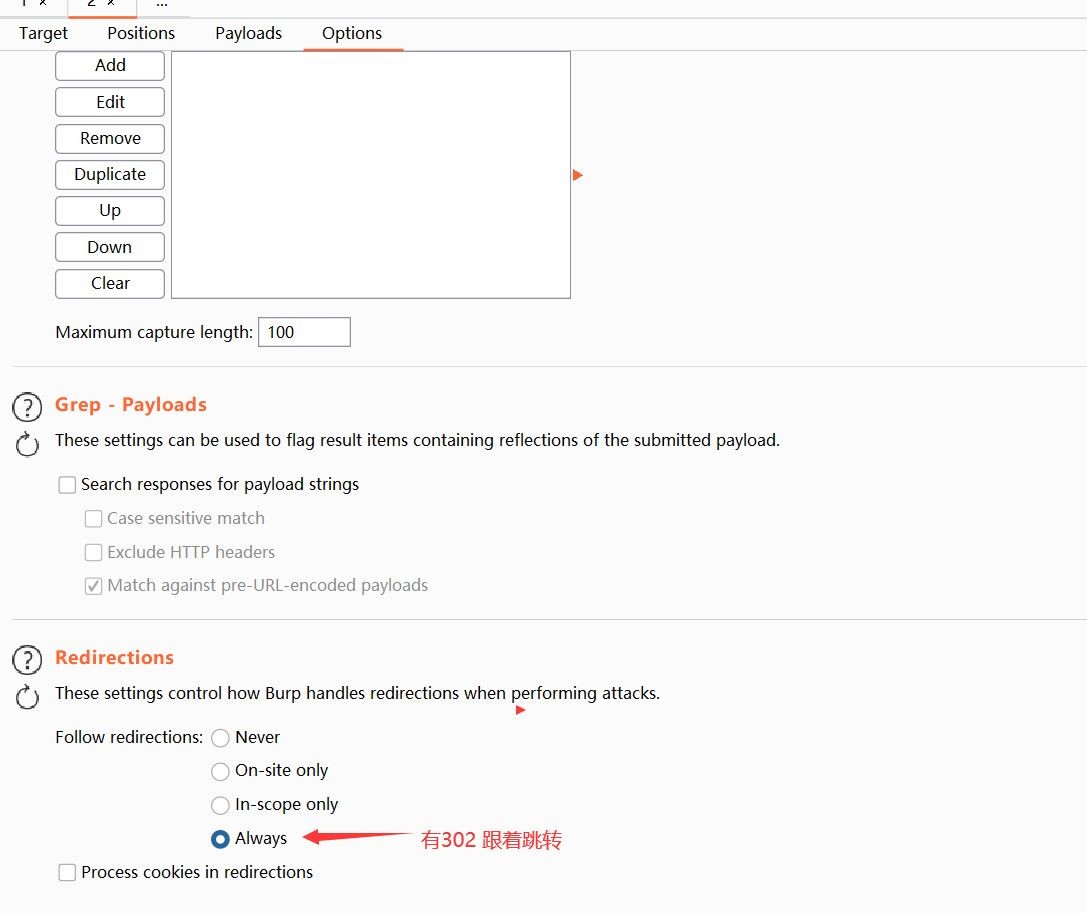 1 × 2 × ...
Target Positions Payloads Options
Add
Edit
Remove
Duplicate
Up
Down
Clear
Maximum capture length: 100
Grep - Payloads
These settings can be used to flag result items containing reflections of the submitted payload.
Search responses for payload strings
Case sensitive match
Exclude HTTP headers
Match against pre-URL-encoded payloads
Redirections
These settings control how Burp handles redirections when performing attacks.
Follow redirections: Never
On-site only
In-scope only
Always 有302 跟着跳转
Process cookies in redirections